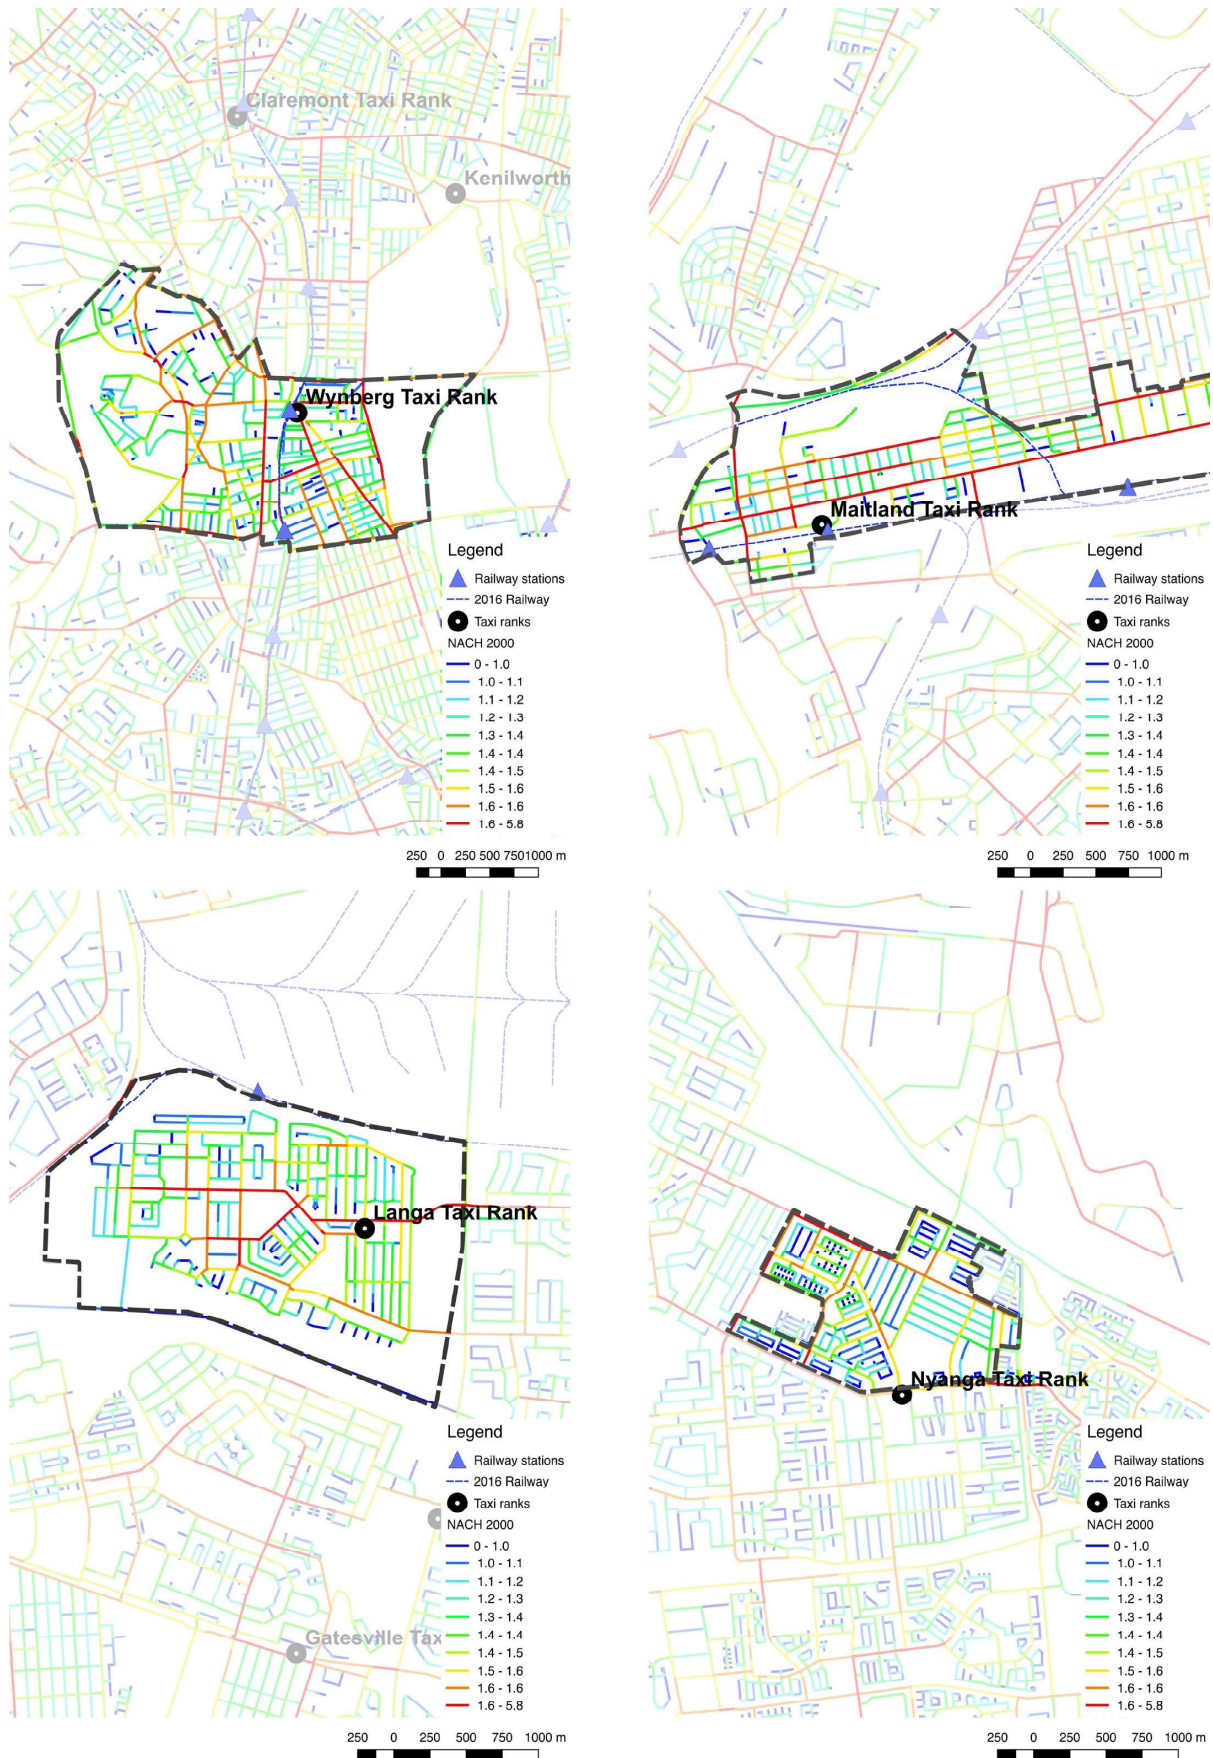 Claremont Taxi Rank
Kenilworth
Wynberg Taxi Rank
Legend
Railway stations
2016 Railway
Taxi ranks
NACH 2000
0 - 1.0
1.0 - 1.1
1.1 - 1.2
1.2 - 1.3
1.3 - 1.4
1.4 - 1.4
1.4 - 1.5
1.5 - 1.6
1.6 - 1.6
1.6 - 5.8
250 0 250 500 750 1000 m
Maitland Taxi Rank
Legend
Railway stations
2016 Railway
Taxi ranks
NACH 2000
0 - 1.0
1.0 - 1.1
1.1 - 1.2
1.2 - 1.3
1.3 - 1.4
1.4 - 1.4
1.4 - 1.5
1.5 - 1.6
1.6 - 1.6
1.6 - 5.8
250 0 250 500 750 1000 m
Langa Taxi Rank
Gatesville Tax
Legend
Railway stations
2016 Railway
Taxi ranks
NACH 2000
0 - 1.0
1.0 - 1.1
1.1 - 1.2
1.2 - 1.3
1.3 - 1.4
1.4 - 1.4
1.4 - 1.5
1.5 - 1.6
1.6 - 1.6
1.6 - 5.8
250 0 250 500 750 1000 m
Nyanga Taxi Rank
Legend
Railway stations
2016 Railway
Taxi ranks
NACH 2000
0 - 1.0
1.0 - 1.1
1.1 - 1.2
1.2 - 1.3
1.3 - 1.4
1.4 - 1.4
1.4 - 1.5
1.5 - 1.6
1.6 - 1.6
1.6 - 5.8
250 0 250 500 750 1000 m